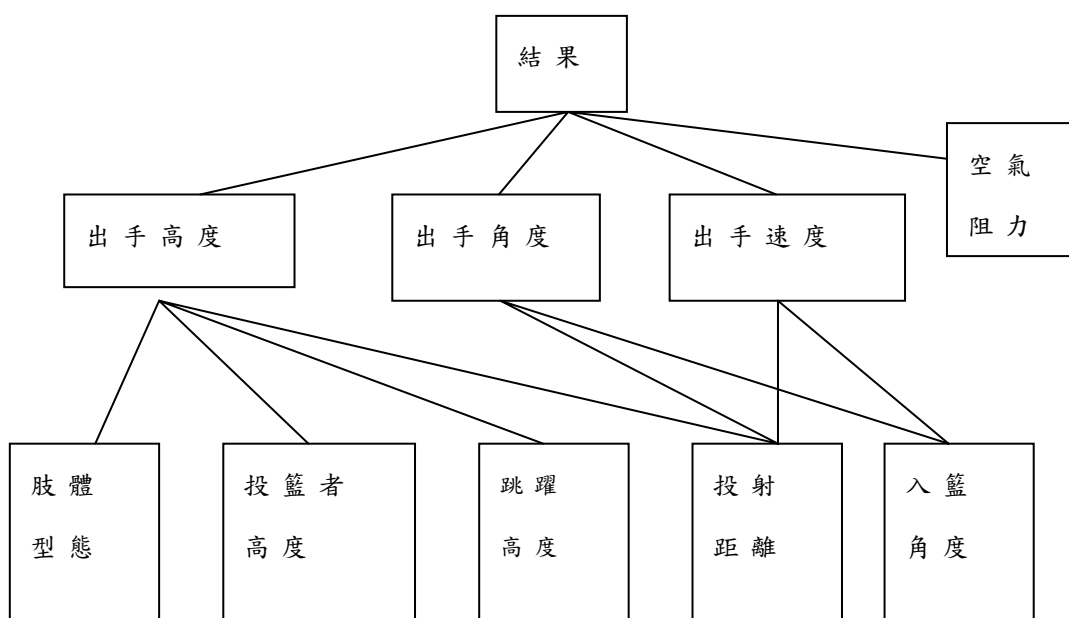 結果
空氣
阻力
出手高度
出手角度
出手速度
肢體
型態
投籃者
高度
跳躍
高度
投射
距離
入籃
角度